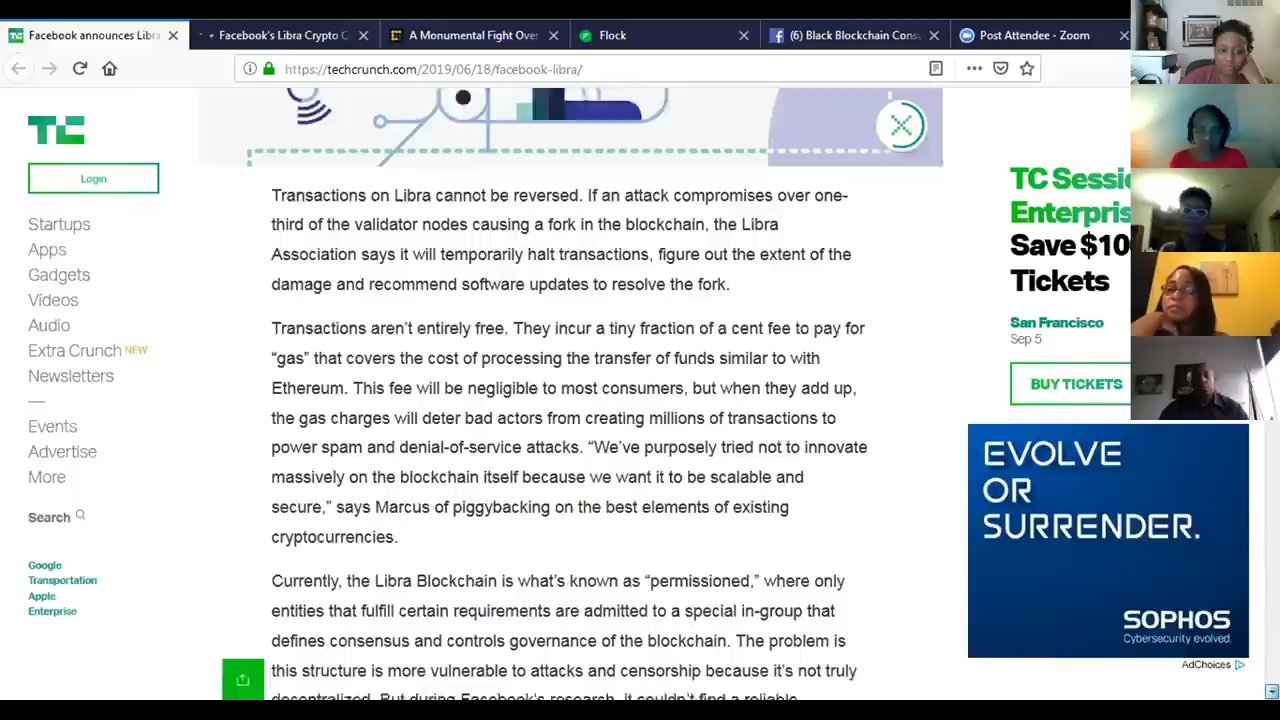 Facebook announces Libra
Facebook's Libra Crypto C
A Monumental Fight Over
Flock
(6) Black Blockchain Cons
Post Attendee - Zoom
https://techcrunch.com/2019/06/18/facebook-libra/
Login
Startups
Apps
Gadgets
Videos
Audio
Extra Crunch NEW
Newsletters
Events
Advertise
More
Search
Google
Transportation
Apple
Enterprise
Transactions on Libra cannot be reversed. If an attack compromises over one-
third of the validator nodes causing a fork in the blockchain, the Libra
Association says it will temporarily halt transactions, figure out the extent of the
damage and recommend software updates to resolve the fork.
Transactions aren't entirely free. They incur a tiny fraction of a cent fee to pay for
“gas” that covers the cost of processing the transfer of funds similar to with
Ethereum. This fee will be negligible to most consumers, but when they add up,
the gas charges will deter bad actors from creating millions of transactions to
power spam and denial-of-service attacks. “We've purposely tried not to innovate
massively on the blockchain itself because we want it to be scalable and
secure,” says Marcus of piggybacking on the best elements of existing
cryptocurrencies.
Currently, the Libra Blockchain is what's known as “permissioned,” where only
entities that fulfill certain requirements are admitted to a special in-group that
defines consensus and controls governance of the blockchain. The problem is
this structure is more vulnerable to attacks and censorship because it's not truly
decentralized. But during Facebook's research, it couldn't find a reliable
TC Sessi
Enterpris
Save $10
Tickets
San Francisco
Sep 5
BUY TICKETS
EVOLVE
OR
SURRENDER.
SOPHOS
Cybersecurity evolved.
AdChoices